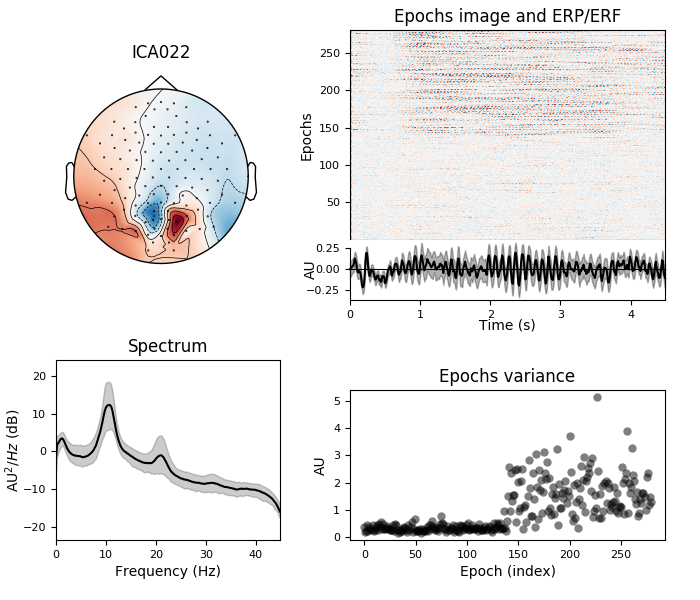 ICA022
Epochs image and ERP/ERF
Epochs
250
200
150
100
50
AU
0.25
0.00
−0.25
0 1 2 3 4
Time (s)
Spectrum
AU²/Hz (dB)
20
10
0
−10
−20
0 10 20 30 40
Frequency (Hz)
Epochs variance
AU
5
4
3
2
1
0
0 50 100 150 200 250
Epoch (index)